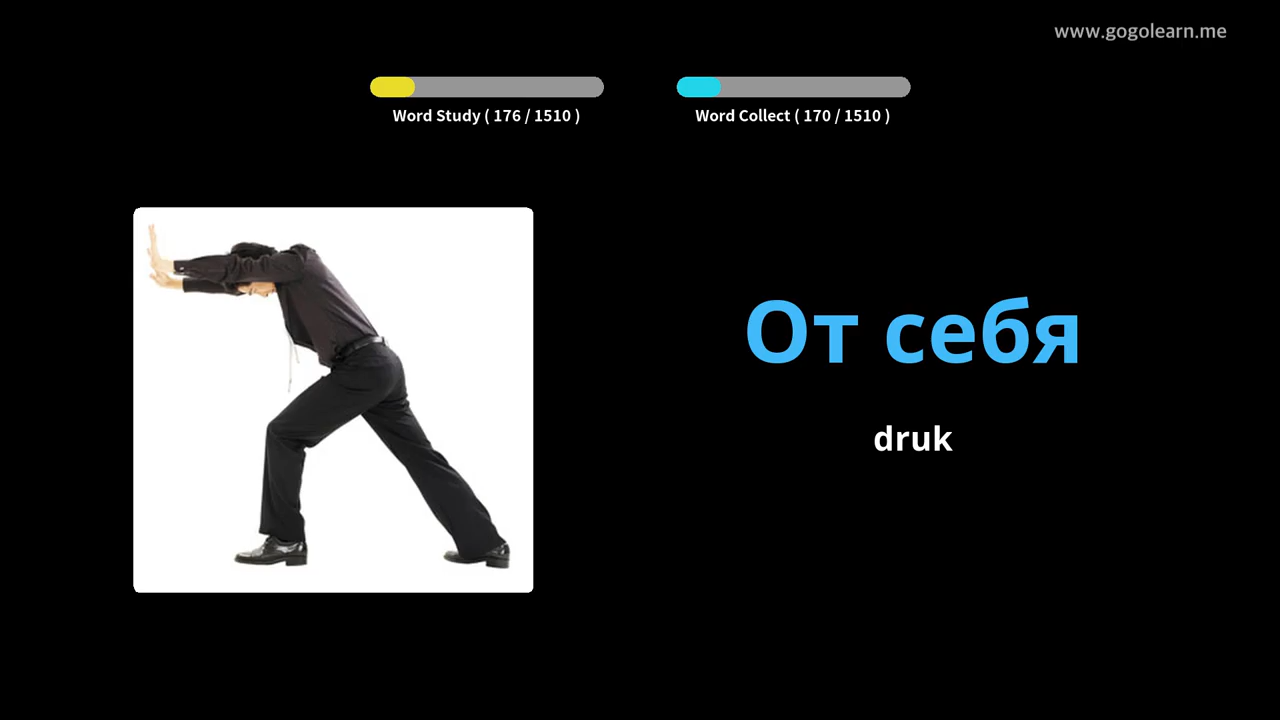 www.gogolearn.me
Word Study ( 176 / 1510 )
Word Collect ( 170 / 1510 )
От себя
druk